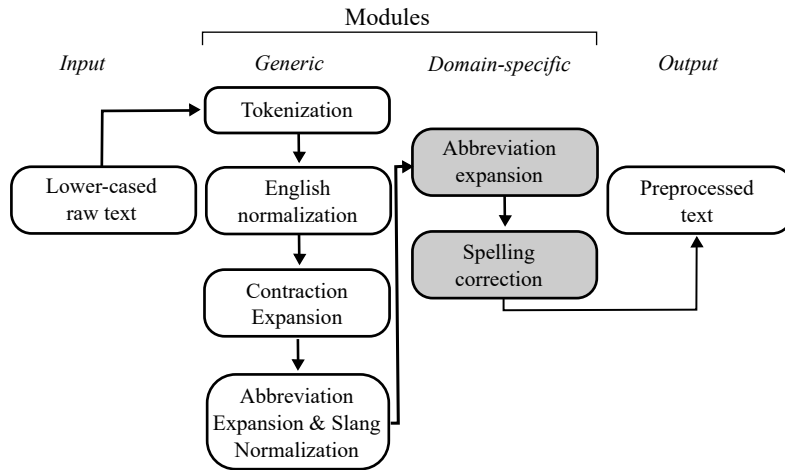 Modules
Input
Generic
Domain-specific
Output
Lower-cased
raw text
Tokenization
English
normalization
Contraction
Expansion
Abbreviation
Expansion & Slang
Normalization
Abbreviation
expansion
Spelling
correction
Preprocessed
text